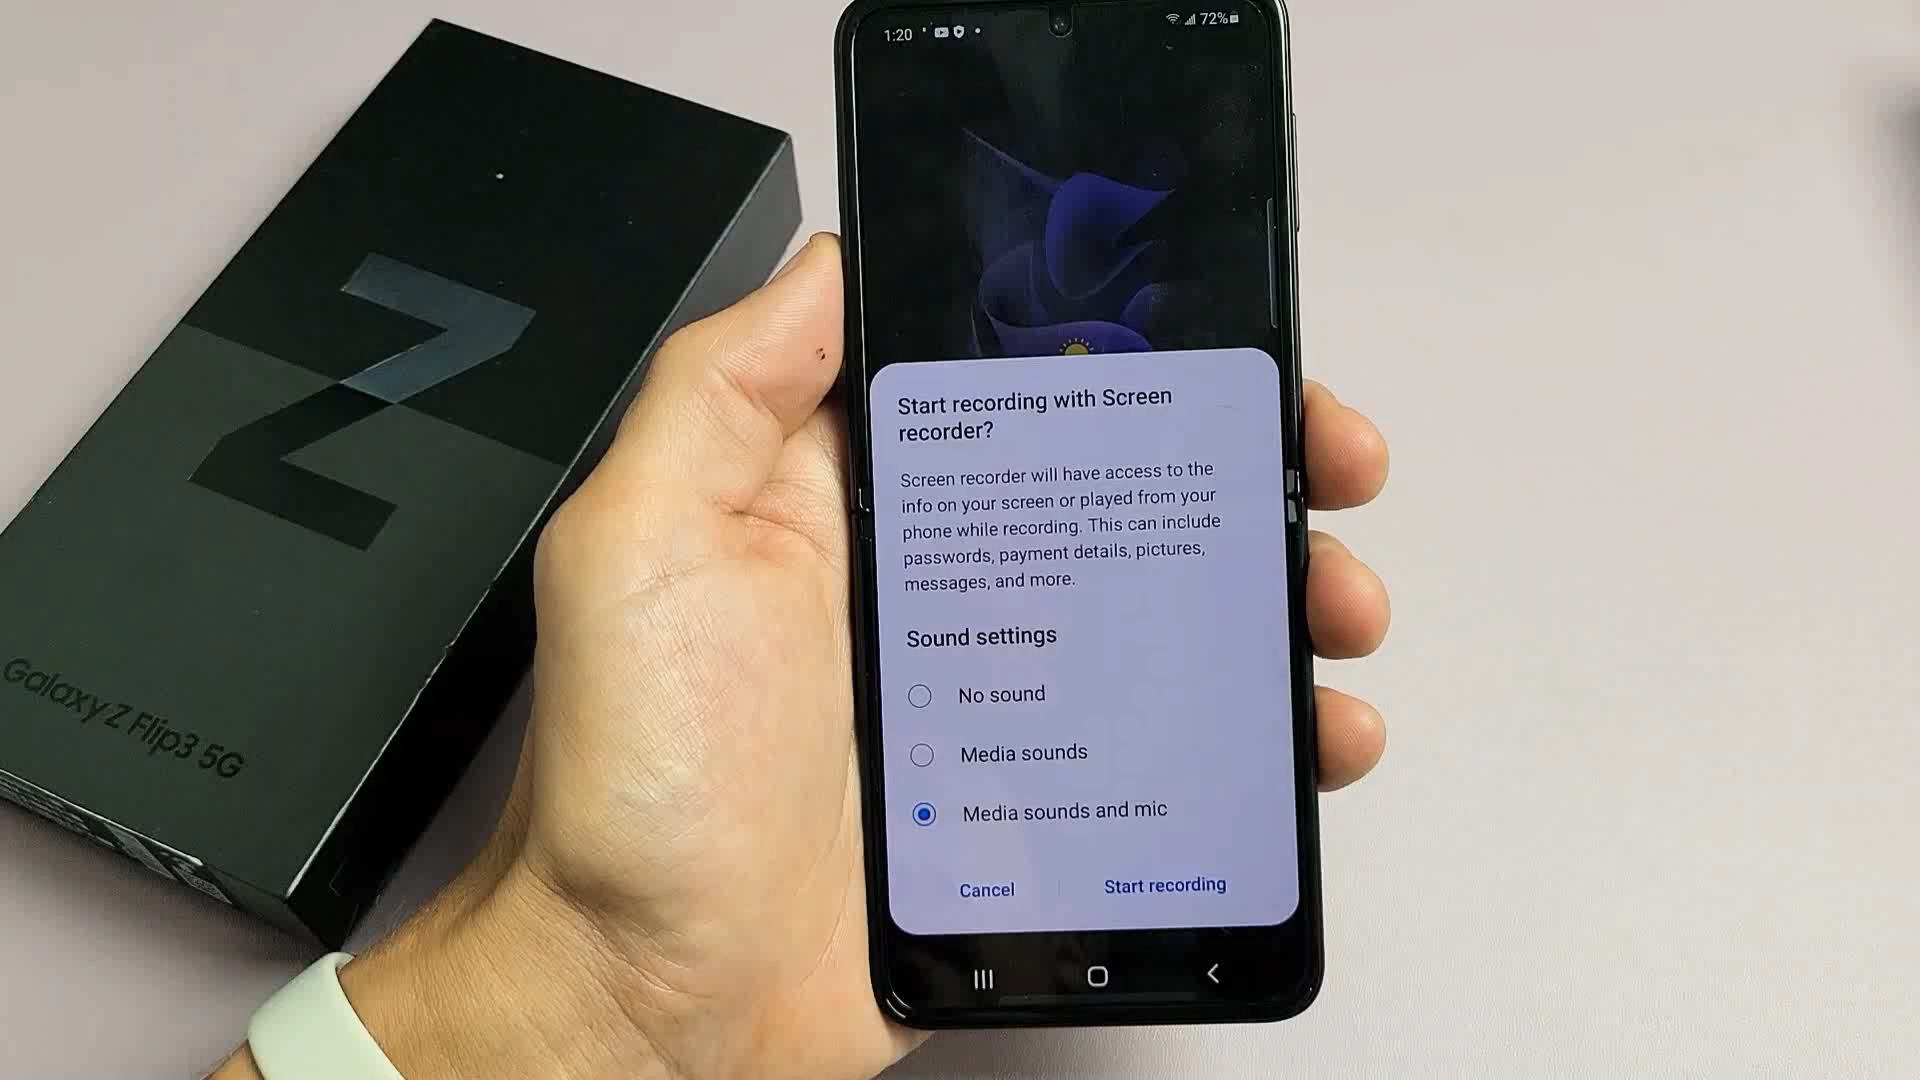 Z
Galaxy Z Flip3 5G
1:20
72%
Start recording with Screen
recorder?
Screen recorder will have access to the
info on your screen or played from your
phone while recording. This can include
passwords, payment details, pictures,
messages, and more.
Sound settings
No sound
Media sounds
Media sounds and mic
Cancel
Start recording